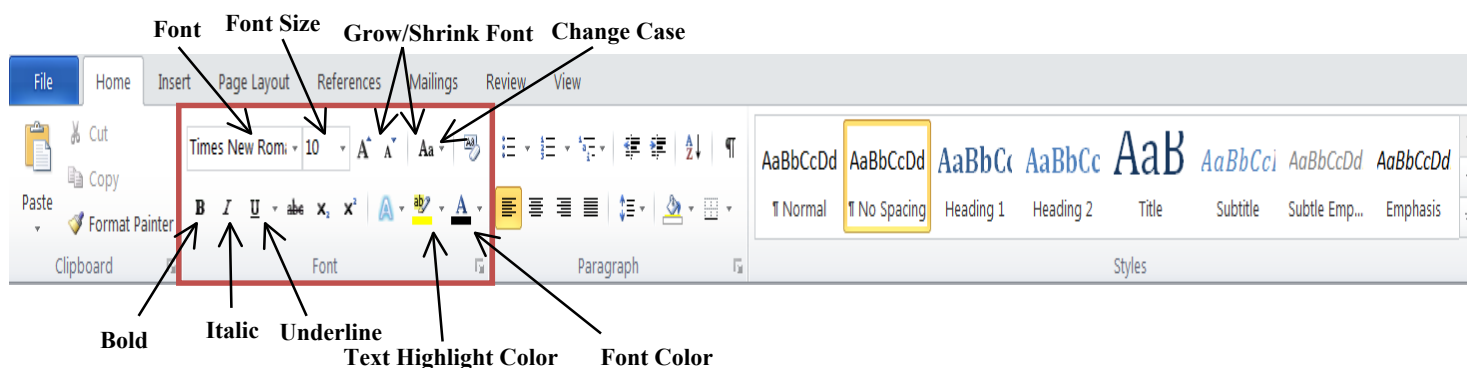 Font Font Size Grow/Shrink Font Change Case
File Home Insert Page Layout References Mailings Review View
Cut
Copy
Paste
Format Painter
Clipboard
Times New Rom 10 A A Aa
B I U abc X₂ X² A ab A
Font
A Z
¶
Paragraph
AaBbCcDd AaBbCcDd AaBbC AaBbCc AaB AaBbCc AaBbCcDd AaBbCcDd
¶ Normal ¶ No Spacing Heading 1 Heading 2 Title Subtitle Subtle Emp... Emphasis
Styles
Bold Italic Underline
Text Highlight Color Font Color